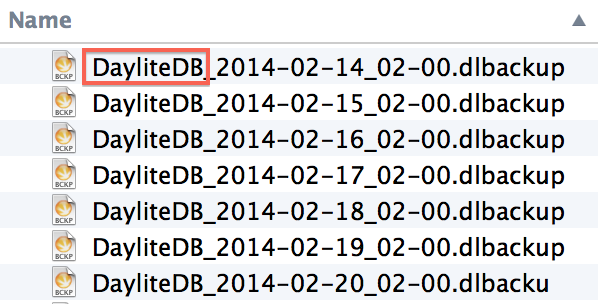 Name
BCKP DayliteDB_2014-02-14_02-00.dlbackup
BCKP DayliteDB_2014-02-15_02-00.dlbackup
BCKP DayliteDB_2014-02-16_02-00.dlbackup
BCKP DayliteDB_2014-02-17_02-00.dlbackup
BCKP DayliteDB_2014-02-18_02-00.dlbackup
BCKP DayliteDB_2014-02-19_02-00.dlbackup
BCKP DayliteDB_2014-02-20_02-00.dlbacku